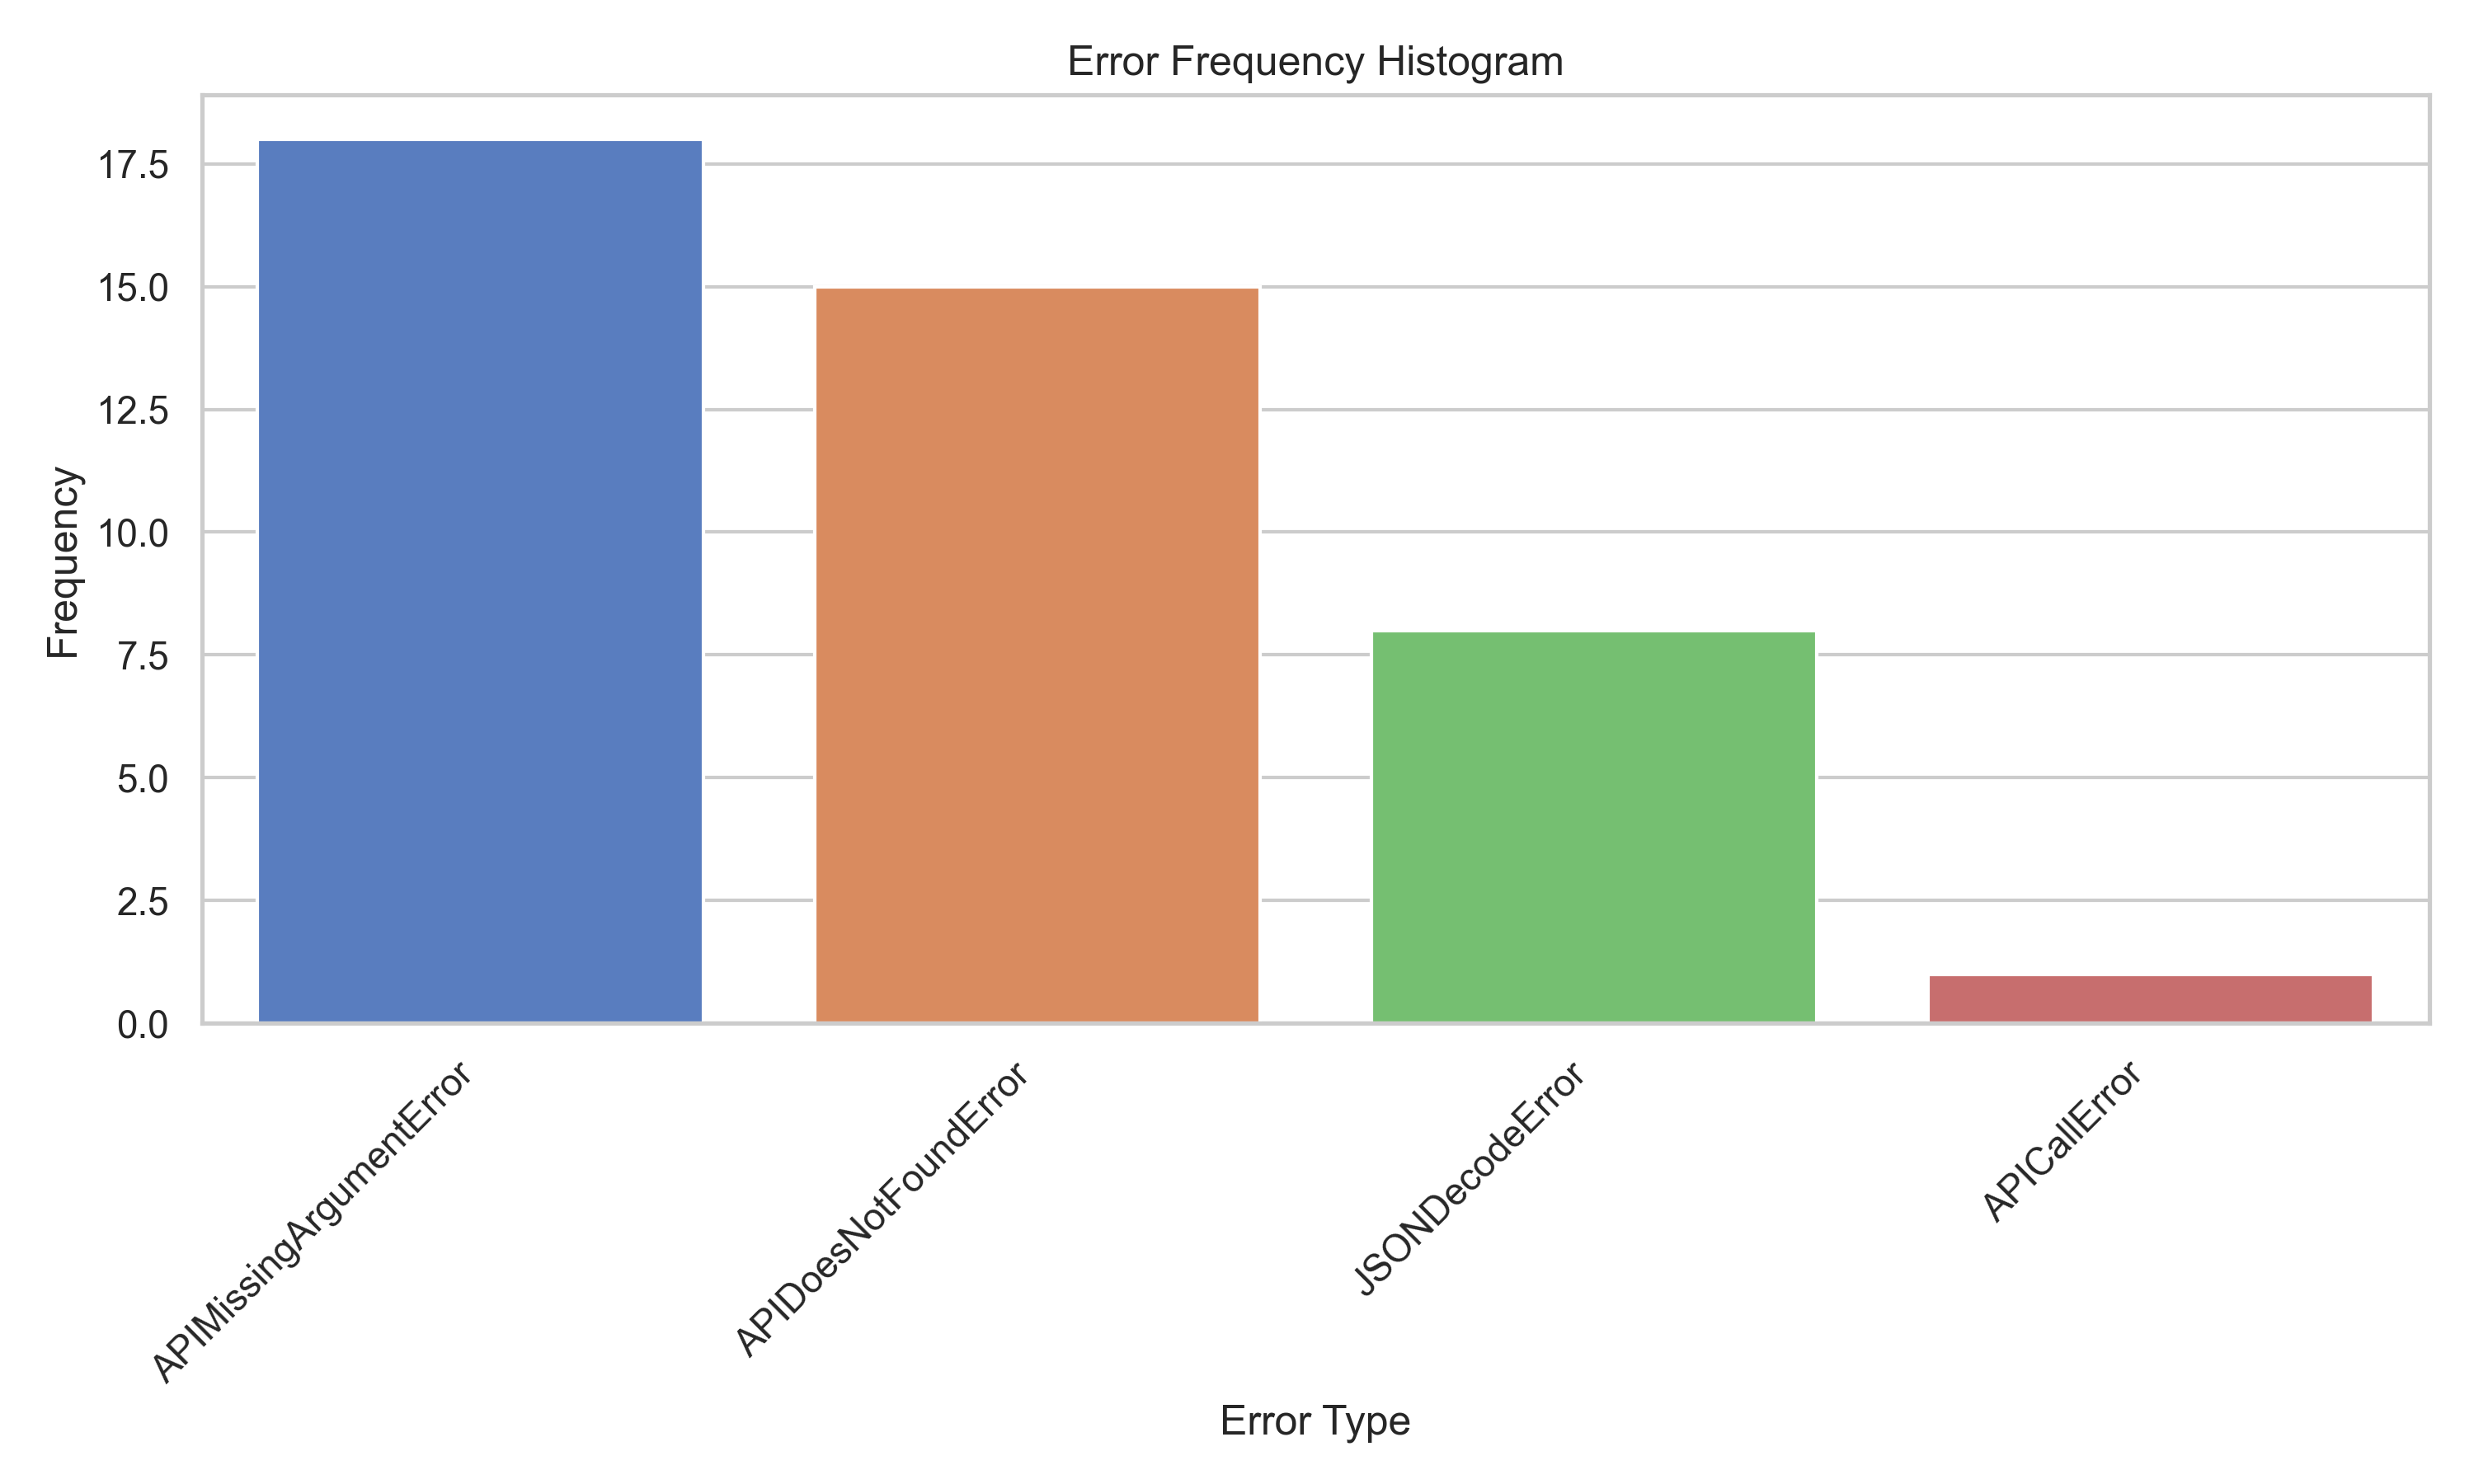 Error Frequency Histogram
Frequency
17.5
15.0
12.5
10.0
7.5
5.0
2.5
0.0
APIMissingArgumentError
APIDoesNotFoundError
JSONDecodeError
APICallError
Error Type